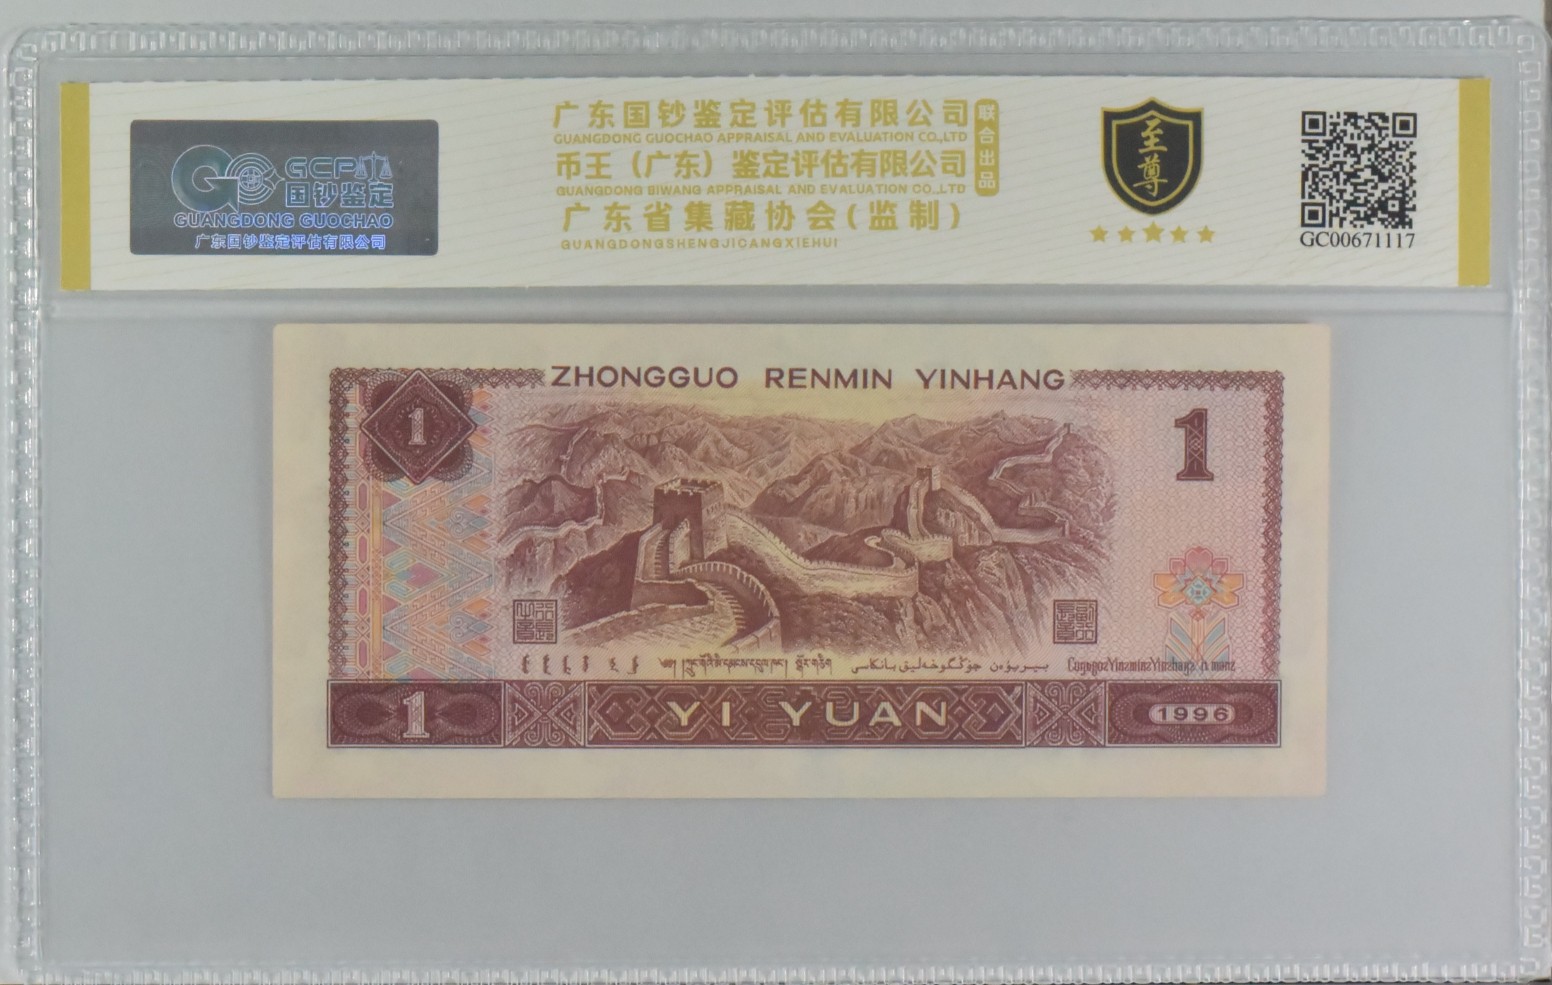 GCP
国钞鉴定
GUANGDONG GUOCHAO
广东国钞鉴定评估有限公司
广东国钞鉴定评估有限公司
GUANGDONG GUOCHAO APPRAISAL AND EVALUATION CO.,LTD
币王（广东）鉴定评估有限公司
GUANGDONG BIWANG APPRAISAL AND EVALUATION CO.,LTD
联合出品
广东省集藏协会(监制)
GUANGDONGSHENGJICANGXIEHUI
至尊
GC00671117
ZHONGGUO RENMIN YINHANG
1
1
1
YI YUAN
1996